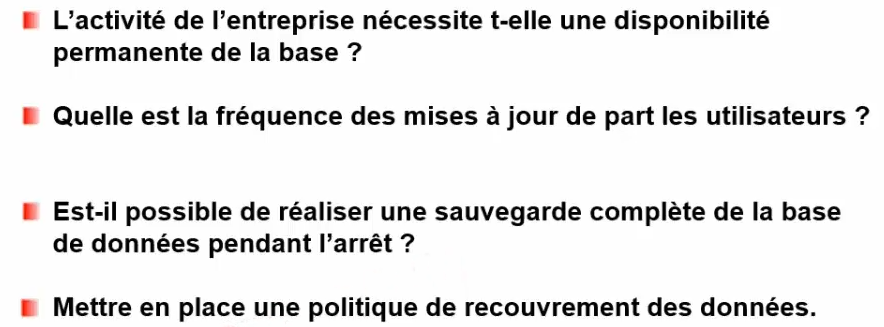 L’activité de l’entreprise nécessite t-elle une disponibilité
permanente de la base ?
Quelle est la fréquence des mises à jour de part les utilisateurs ?
Est-il possible de réaliser une sauvegarde complète de la base
de données pendant l’arrêt ?
Mettre en place une politique de recouvrement des données.